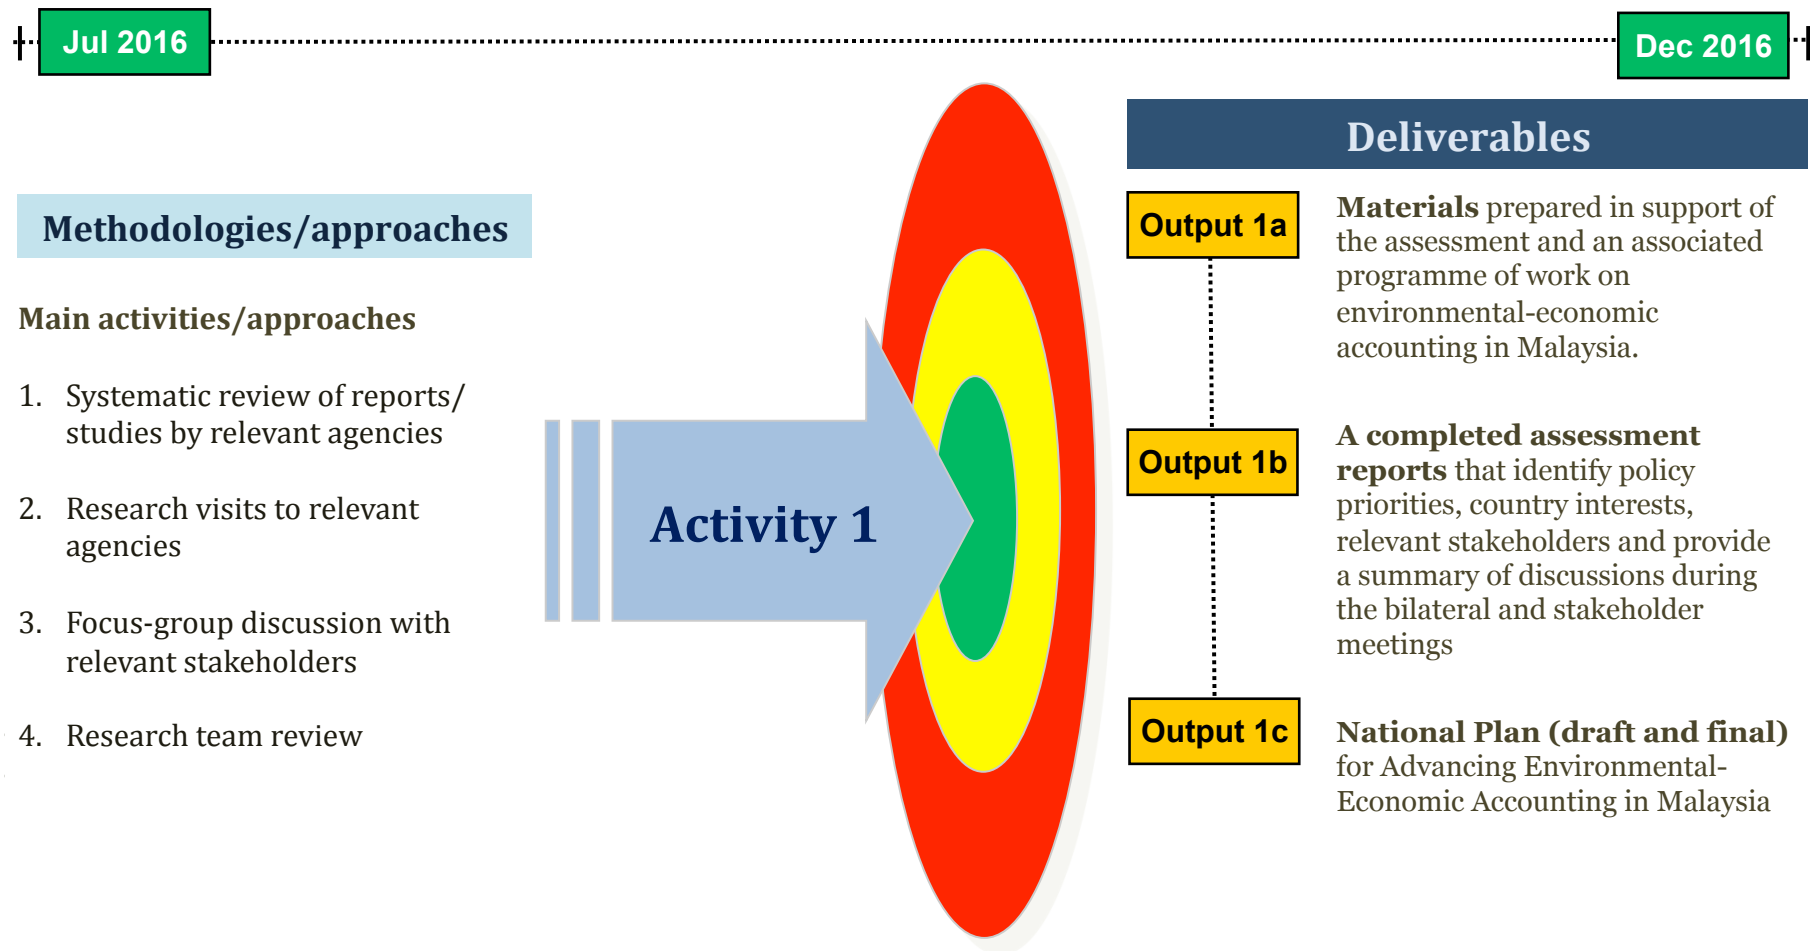 Jul 2016
Dec 2016
Methodologies/approaches
Main activities/approaches
1. Systematic review of reports/
studies by relevant agencies
2. Research visits to relevant
agencies
3. Focus-group discussion with
relevant stakeholders
4. Research team review
Activity 1
Deliverables
Output 1a
Materials prepared in support of
the assessment and an associated
programme of work on
environmental-economic
accounting in Malaysia.
Output 1b
A completed assessment
reports that identify policy
priorities, country interests,
relevant stakeholders and provide
a summary of discussions during
the bilateral and stakeholder
meetings
Output 1c
National Plan (draft and final)
for Advancing Environmental-
Economic Accounting in Malaysia